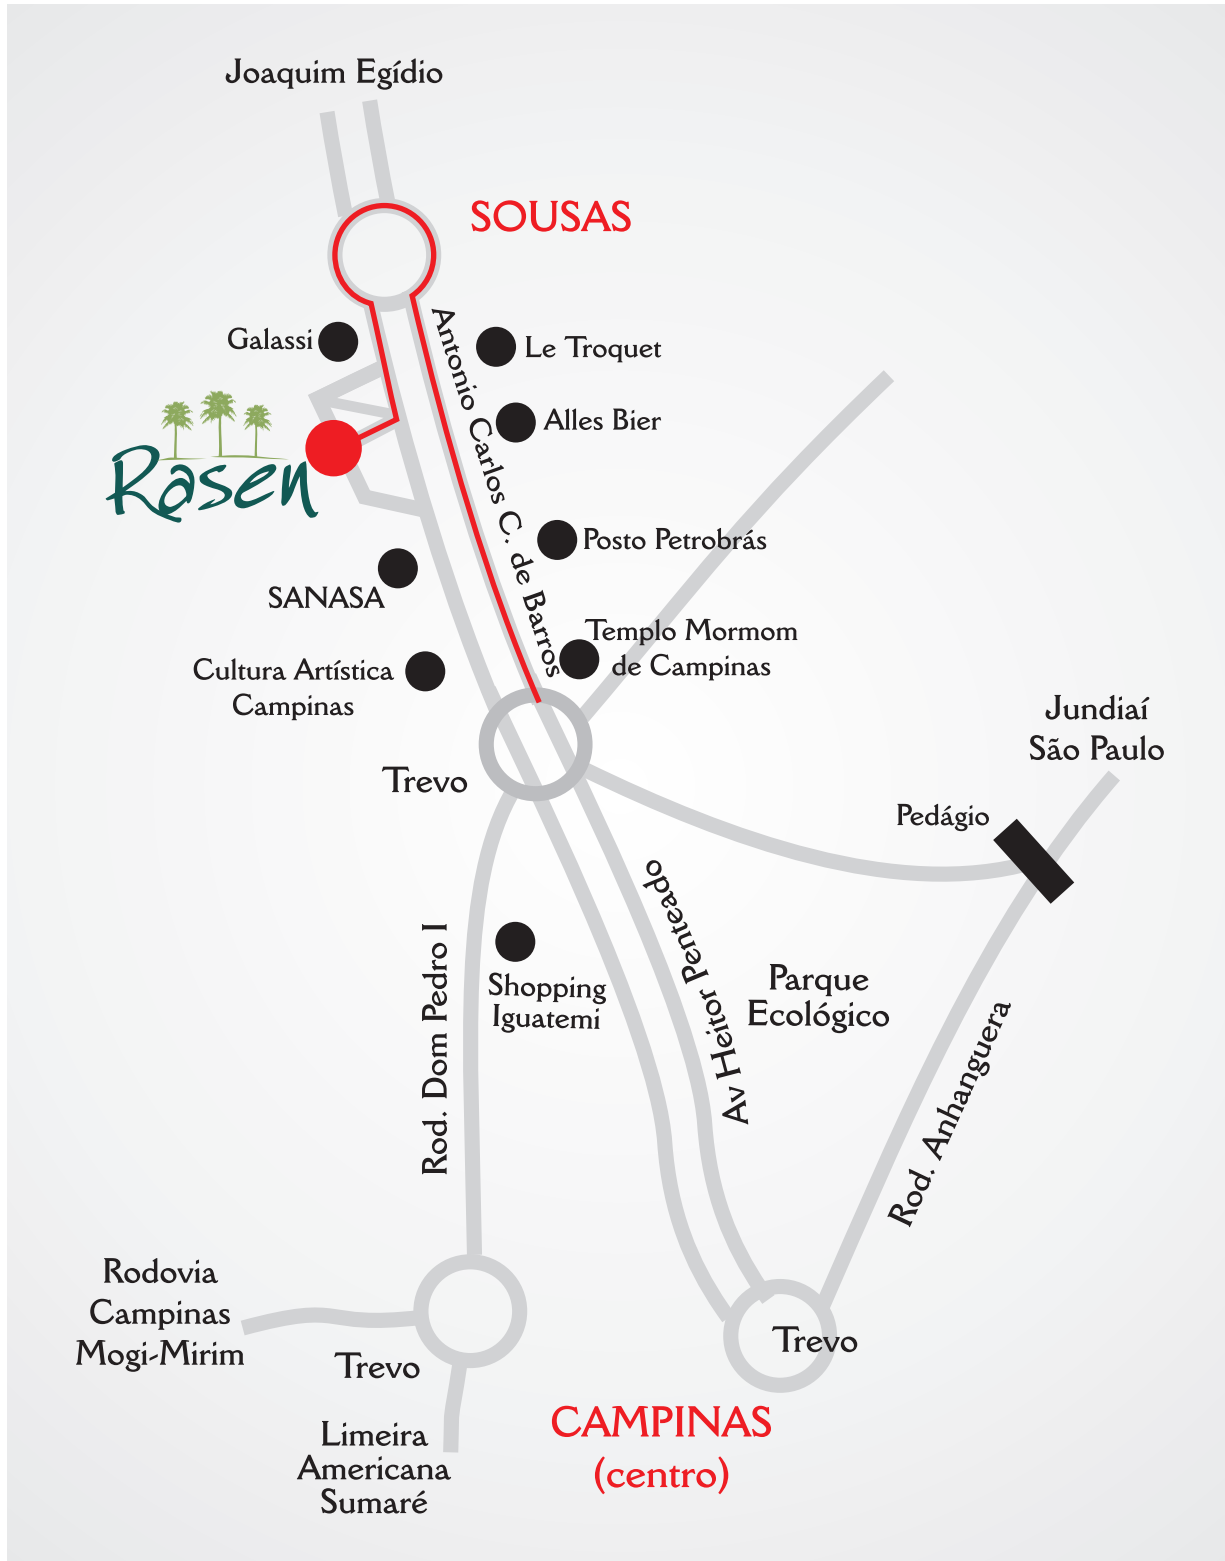 Joaquim Egídio
SOUSAS
Galassi
Le Troquet
Antonio Carlos C. de Barros
Alles Bier
Rasen
Posto Petrobrás
SANASA
Templo Mormom
de Campinas
Cultura Artística
Campinas
Jundiaí
São Paulo
Trevo
Pedágio
Av Heitor Penteado
Rod. Dom Pedro I
Shopping
Iguatemi
Parque
Ecológico
Rod. Anhanguera
Rodovia
Campinas
Mogi-Mirim
Trevo
Trevo
CAMPINAS
(centro)
Limeira
Americana
Sumaré